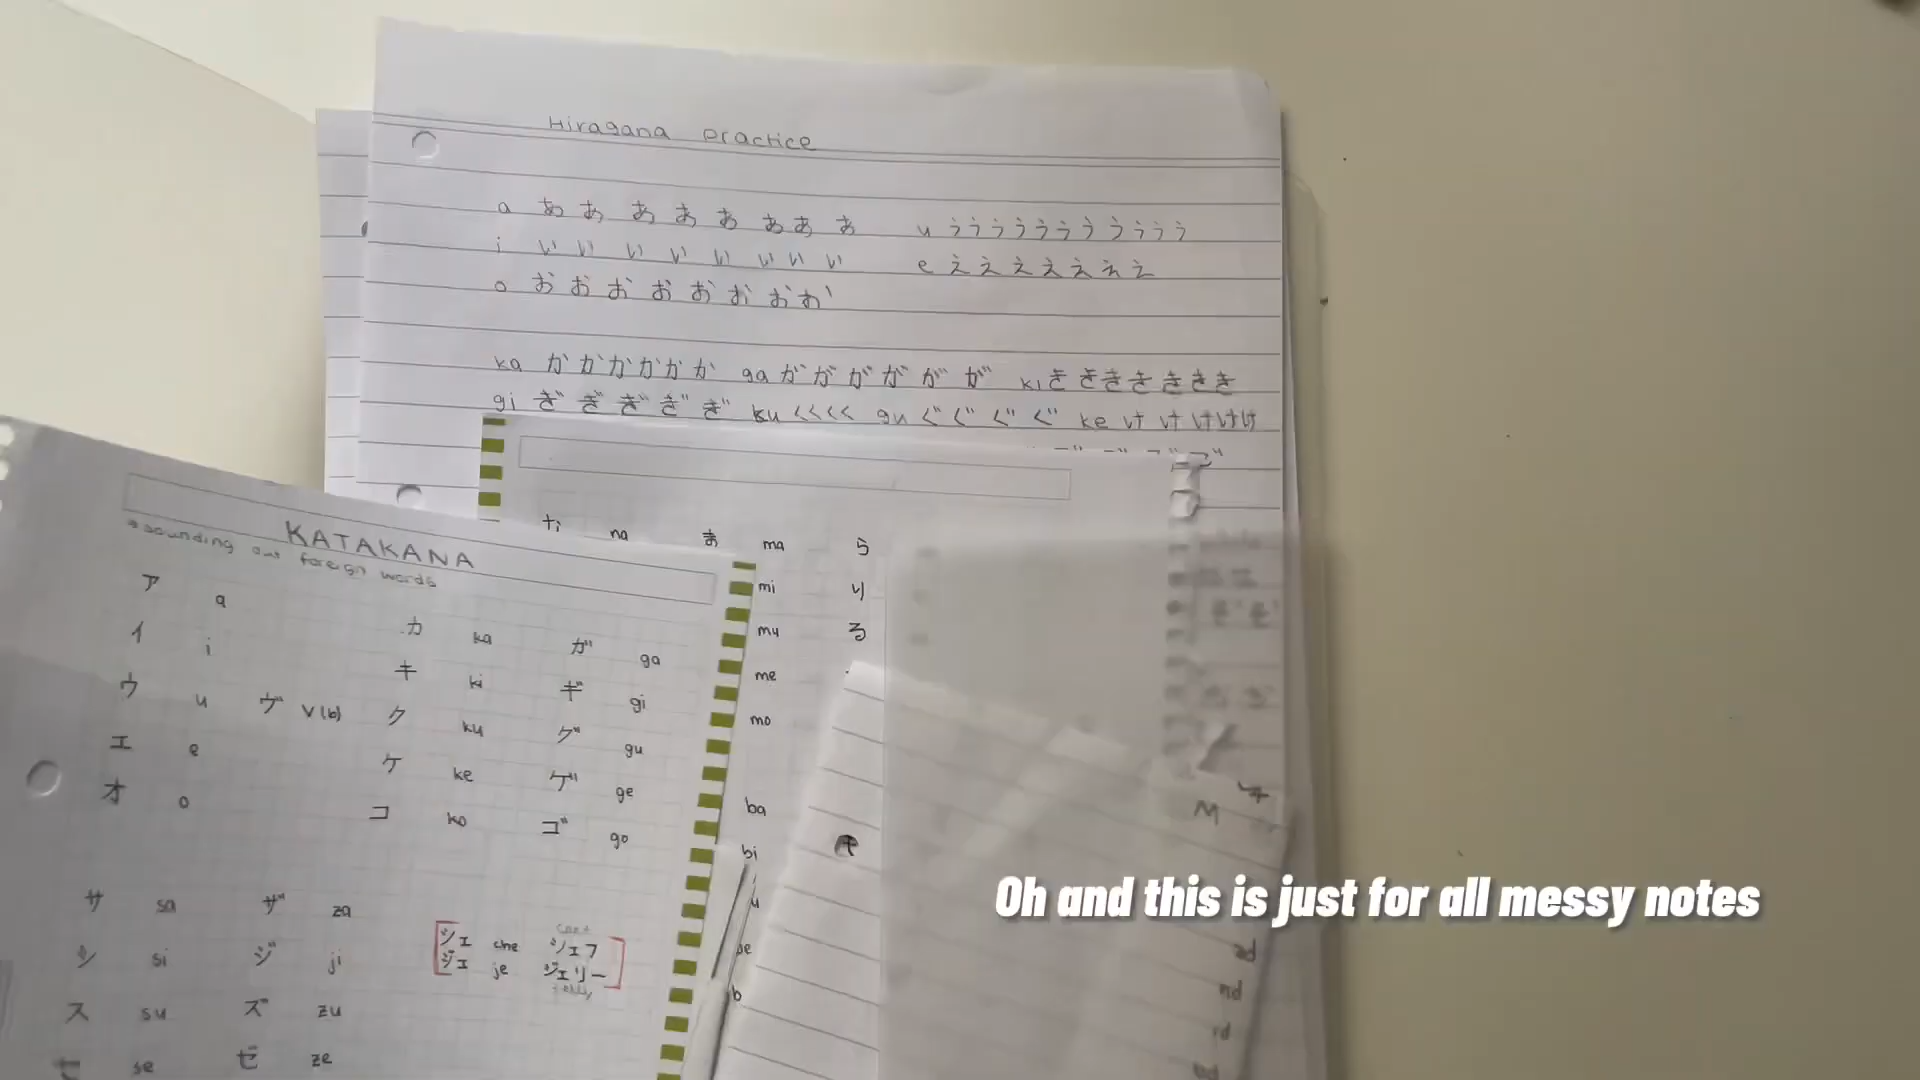 Hiragana practice
a ああああああああ u うううううううううう
i いいいいいいいい e ええええええええ
o おおおおおおおお
ka かかかかかか ga がががががが ki ききききききき
gi ぎぎぎぎぎ ku くくくく gu ぐぐぐぐ ke けけけけけ
na ま ma ら
mi り
mu る
me
mo
ba
bi
KATAKANA
*sounding out foreign words
ア a
イ i カ ka ガ ga
ウ u ヴ v(b) キ ki ギ gi
エ e ク ku グ gu
オ o ケ ke ゲ ge
コ ko ゴ go
サ sa ザ za
シ si ジ ji
ス su ズ zu
セ se ゼ ze
シェ che シェフ
ジェ je ジェリー
Jelly
Oh and this is just for all messy notes